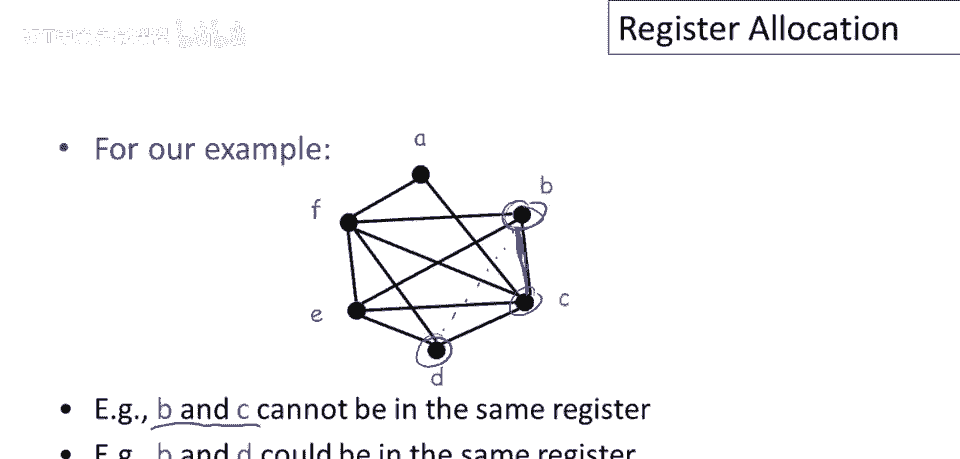 Register Allocation
• For our example:
a
b
f
c
e
d
• E.g., b and c cannot be in the same register
• E.g., b and d could be in the same register